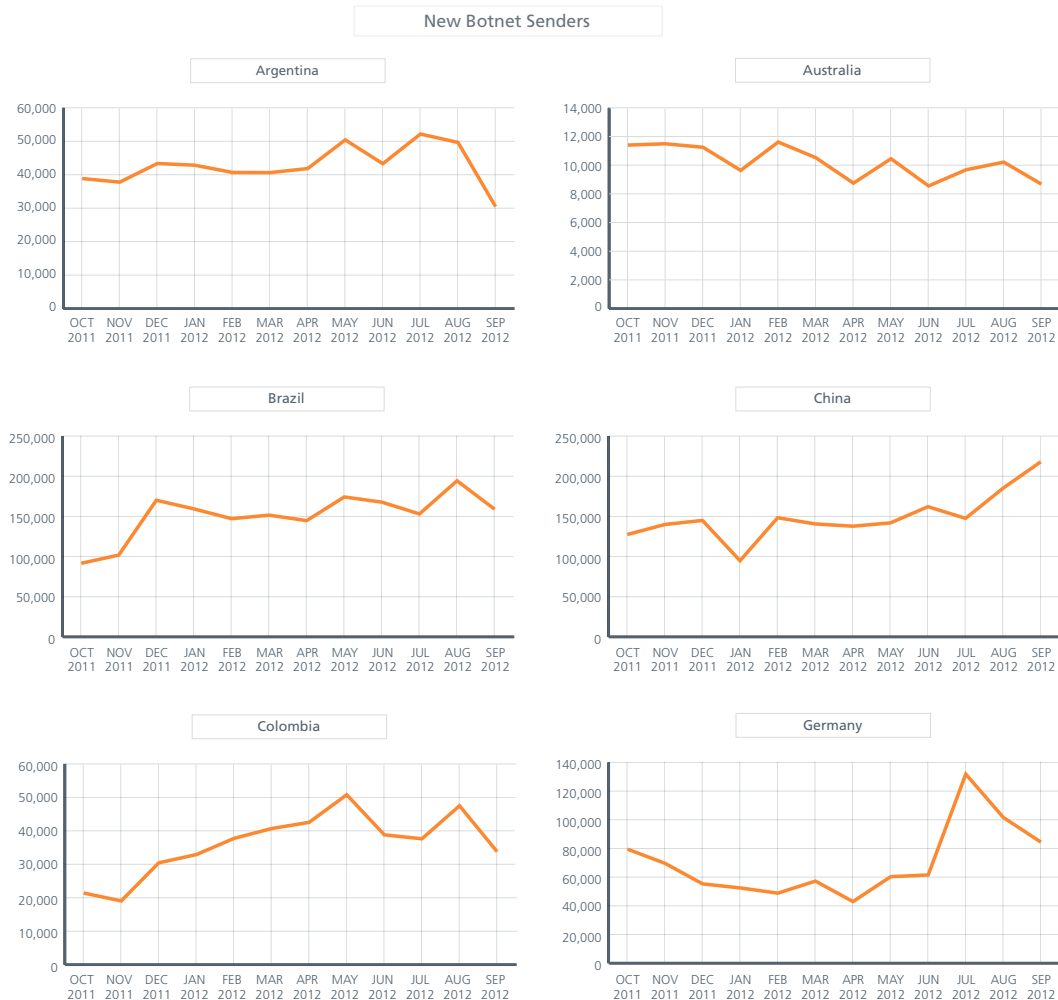 New Botnet Senders
Argentina
60,000
50,000
40,000
30,000
20,000
10,000
0
OCT NOV DEC JAN FEB MAR APR MAY JUN JUL AUG SEP
2011 2011 2011 2012 2012 2012 2012 2012 2012 2012 2012 2012
Australia
14,000
12,000
10,000
8,000
6,000
4,000
2,000
0
OCT NOV DEC JAN FEB MAR APR MAY JUN JUL AUG SEP
2011 2011 2011 2012 2012 2012 2012 2012 2012 2012 2012 2012
Brazil
250,000
200,000
150,000
100,000
50,000
0
OCT NOV DEC JAN FEB MAR APR MAY JUN JUL AUG SEP
2011 2011 2011 2012 2012 2012 2012 2012 2012 2012 2012 2012
China
250,000
200,000
150,000
100,000
50,000
0
OCT NOV DEC JAN FEB MAR APR MAY JUN JUL AUG SEP
2011 2011 2011 2012 2012 2012 2012 2012 2012 2012 2012 2012
Colombia
60,000
50,000
40,000
30,000
20,000
10,000
0
OCT NOV DEC JAN FEB MAR APR MAY JUN JUL AUG SEP
2011 2011 2011 2012 2012 2012 2012 2012 2012 2012 2012 2012
Germany
140,000
120,000
100,000
80,000
60,000
40,000
20,000
0
OCT NOV DEC JAN FEB MAR APR MAY JUN JUL AUG SEP
2011 2011 2011 2012 2012 2012 2012 2012 2012 2012 2012 2012